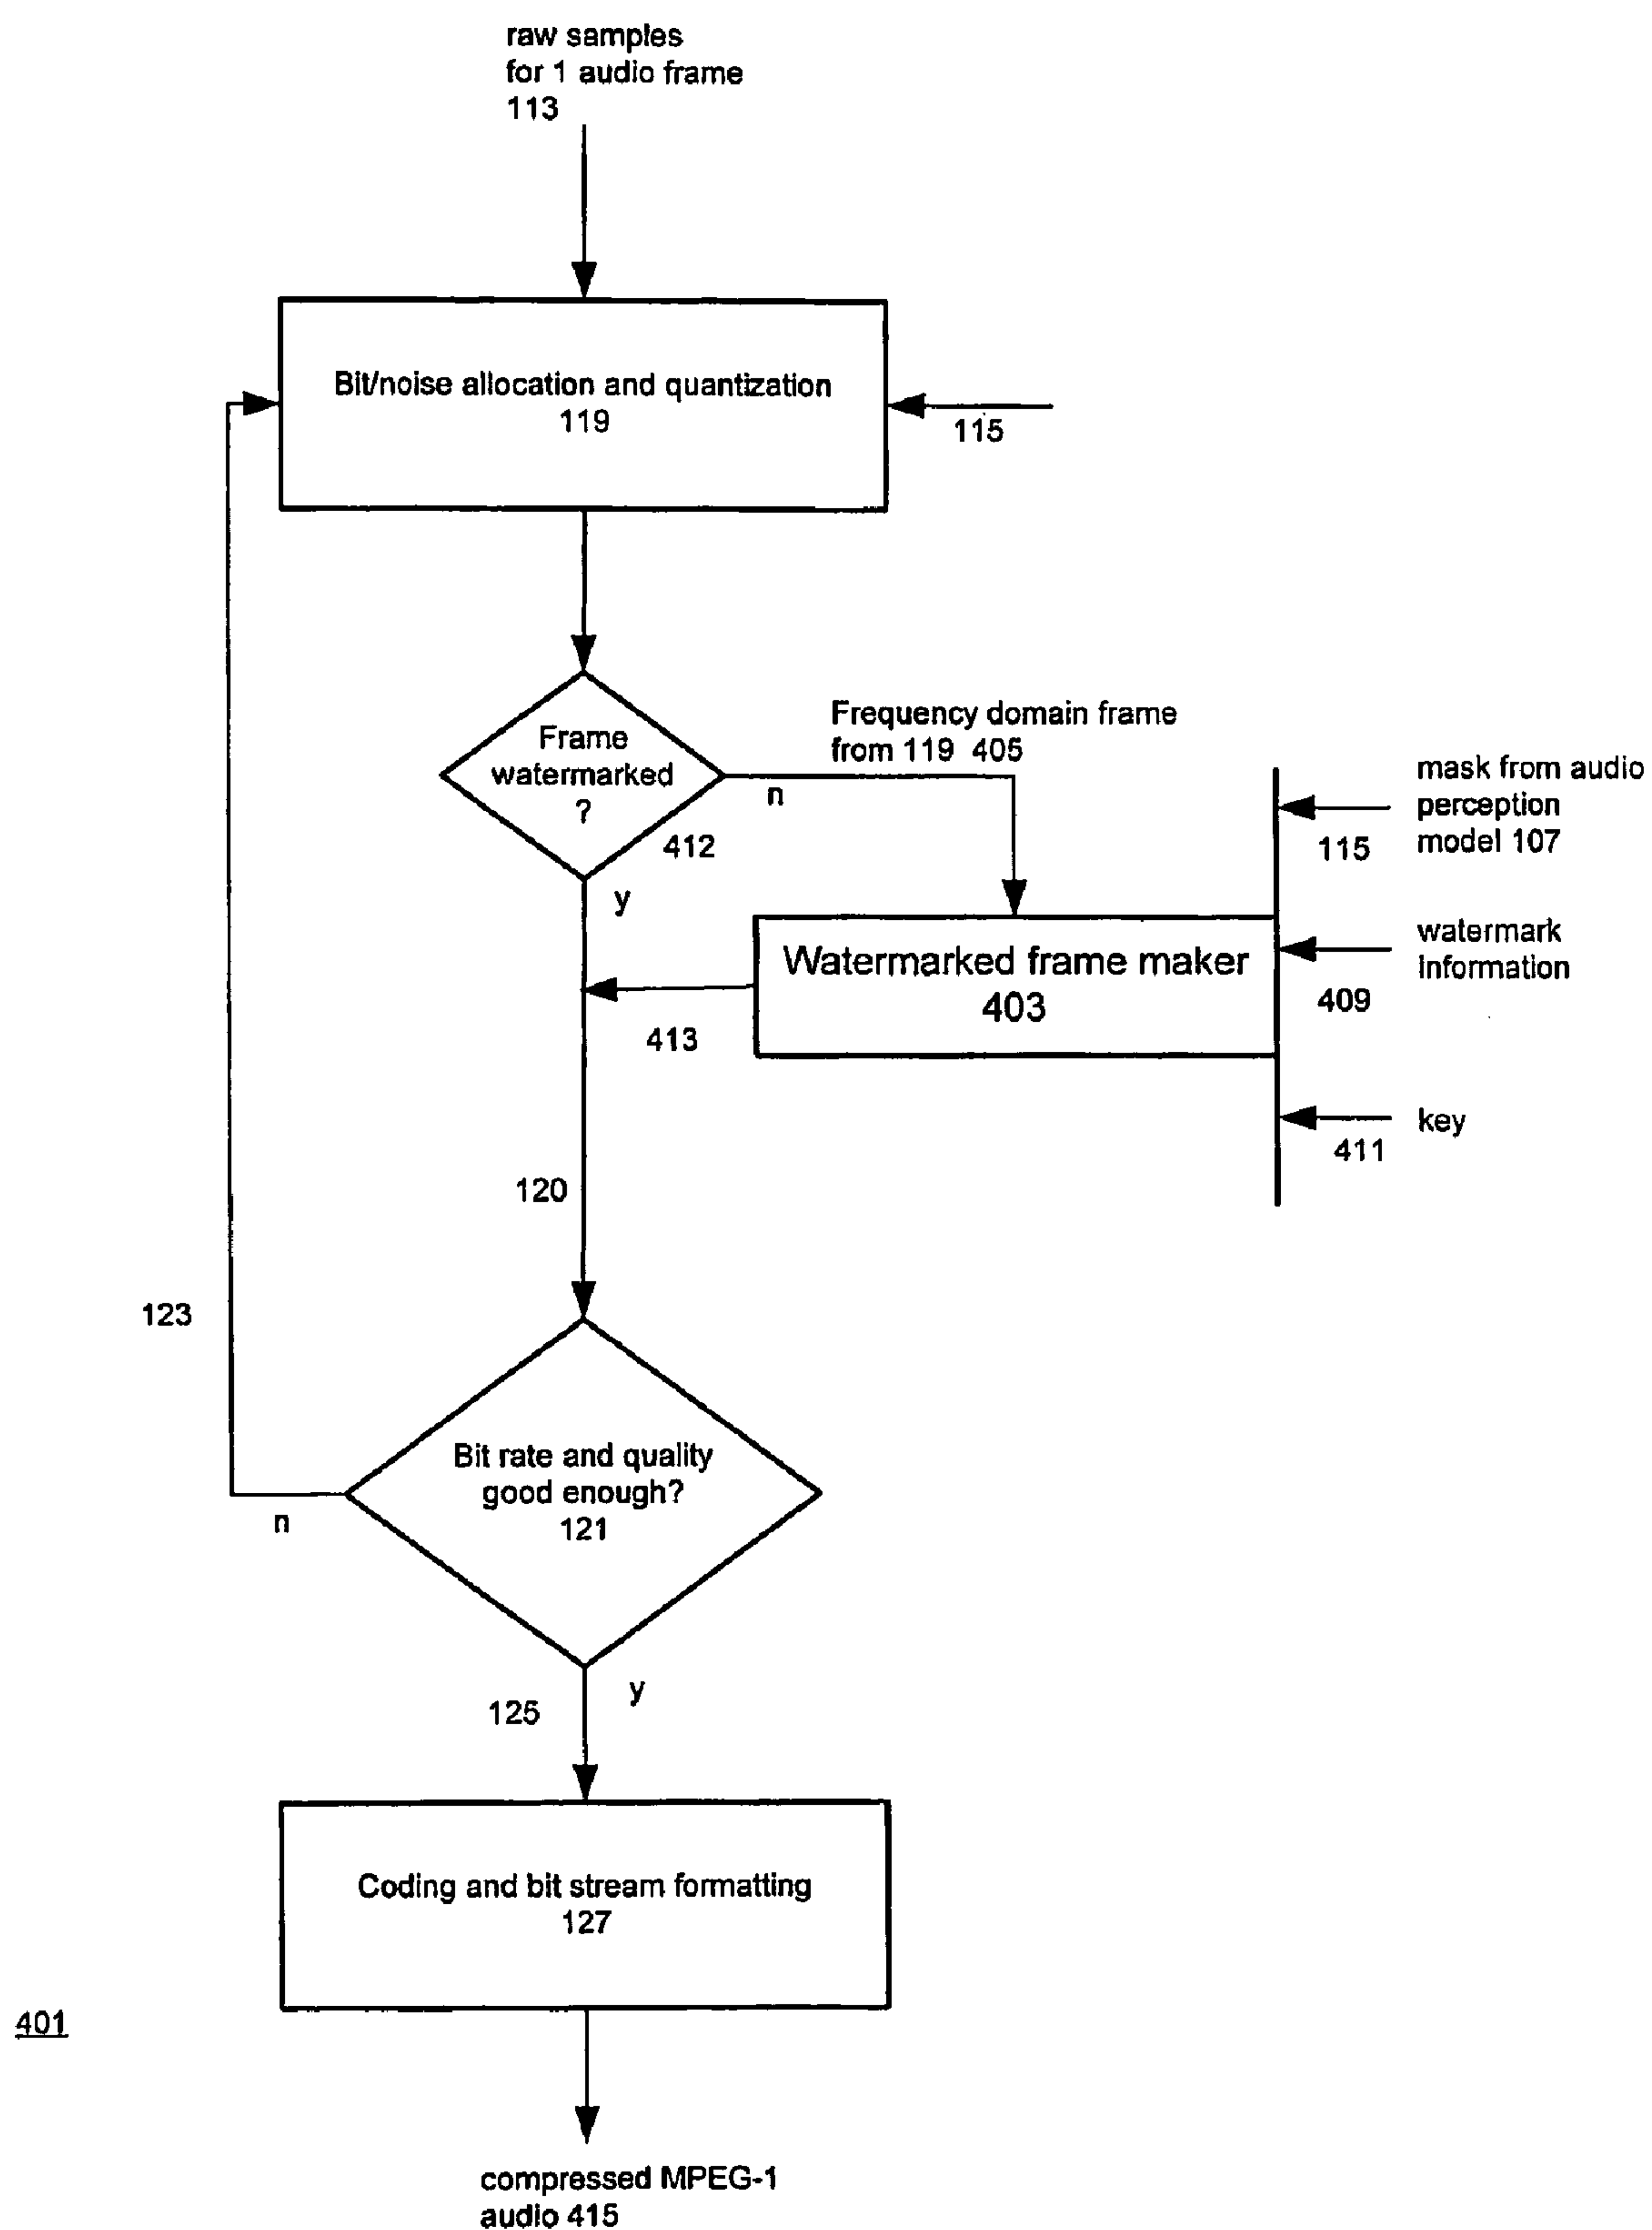 raw samples
for 1 audio frame
113
Bit/noise allocation and quantization
119
115
Frame
watermarked
?
412
n
y
Frequency domain frame
from 119 405
mask from audio
perception
model 107
115
Watermarked frame maker
403
watermark
Information
409
413
key
411
120
123
Bit rate and quality
good enough?
121
n
y
125
Coding and bit stream formatting
127
401
compressed MPEG-1
audio 415